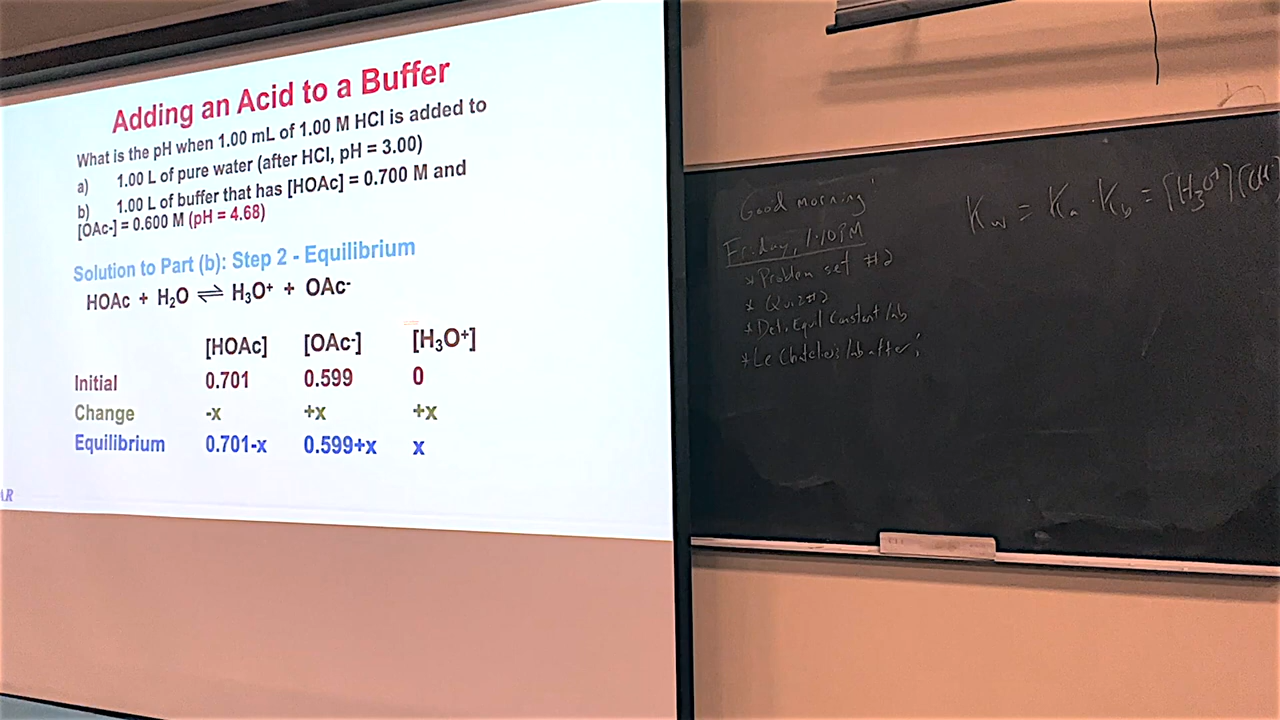 Adding an Acid to a Buffer
What is the pH when 1.00 mL of 1.00 M HCl is added to
a) 1.00 L of pure water (after HCl, pH = 3.00)
b) 1.00 L of buffer that has [HOAc] = 0.700 M and
[OAc-] = 0.600 M (pH = 4.68)
Solution to Part (b): Step 2 - Equilibrium
HOAc + H₂O ⇌ H₃O⁺ + OAc⁻
[HOAc] [OAc-] [H₃O⁺]
Initial 0.701 0.599 0
Change -x +x +x
Equilibrium 0.701-x 0.599+x x
Good morning
Friday, 1:10PM
* Problem set #2
* Quiz #2
* Det. Equil Constant lab
* Le Chatelier's lab after
Kw = Ka · Kb = [H₃O⁺][OH